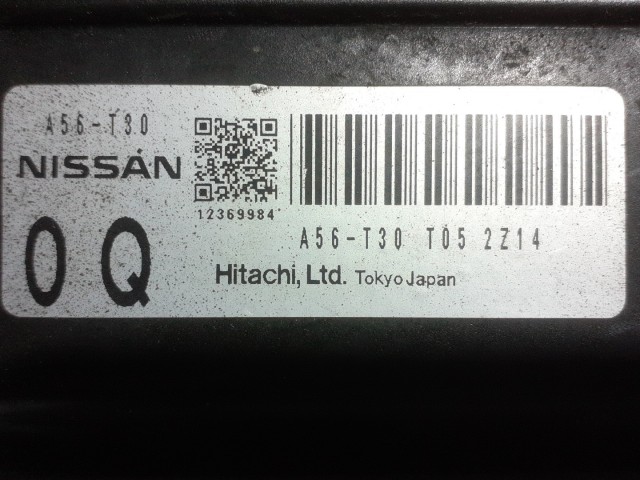 A56-T30
NISSAN
12369984
0 Q
A56-T30 T05 2Z14
Hitachi, Ltd. Tokyo Japan